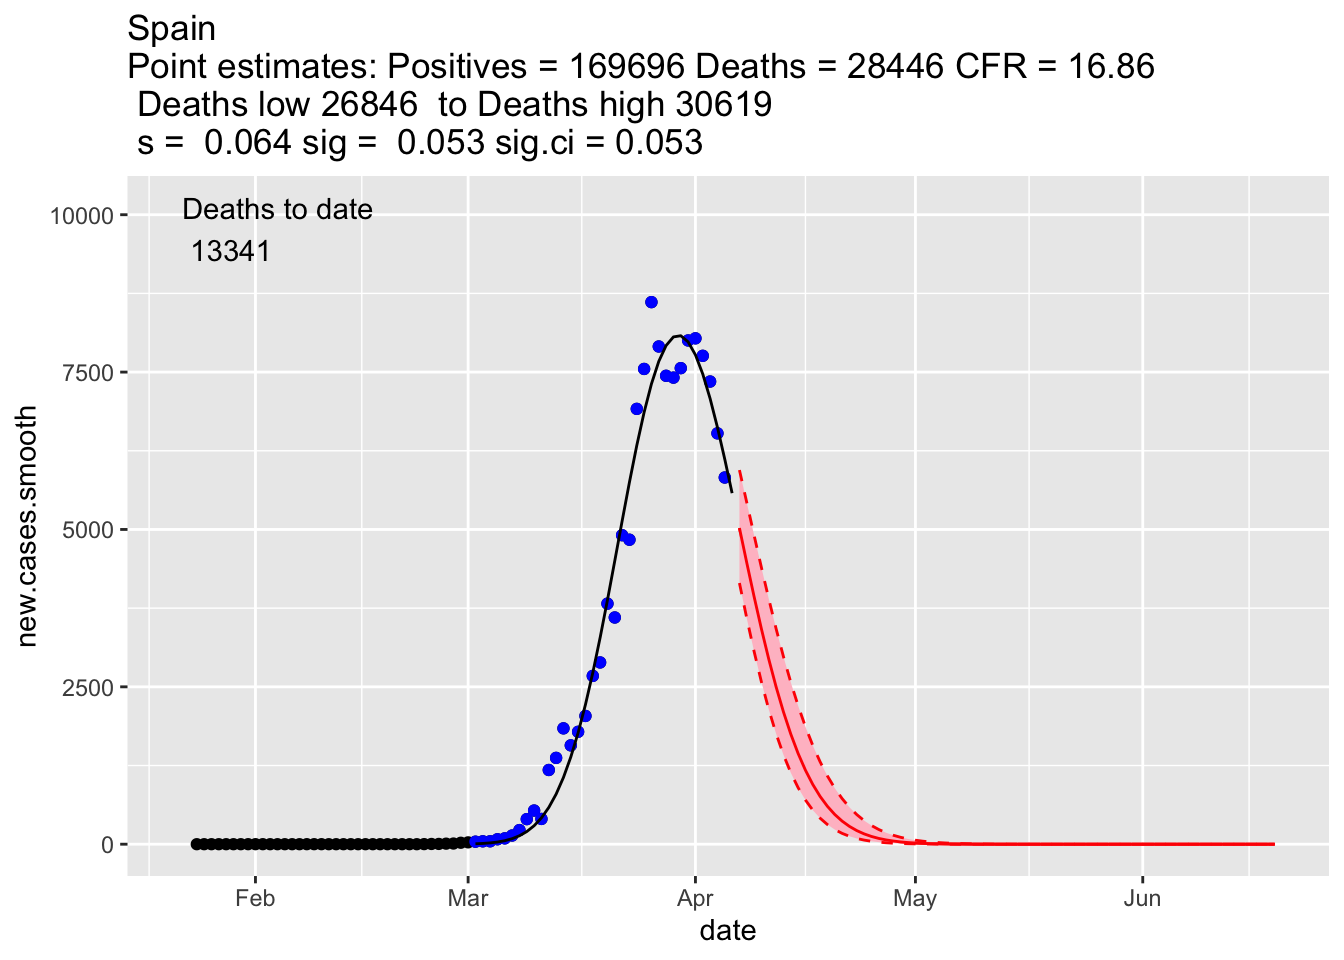 Spain
Point estimates: Positives = 169696 Deaths = 28446 CFR = 16.86
Deaths low 26846  to Deaths high 30619
s =  0.064 sig =  0.053 sig.ci = 0.053
Deaths to date
13341
10000
7500
5000
2500
0
new.cases.smooth
Feb Mar Apr May Jun
date